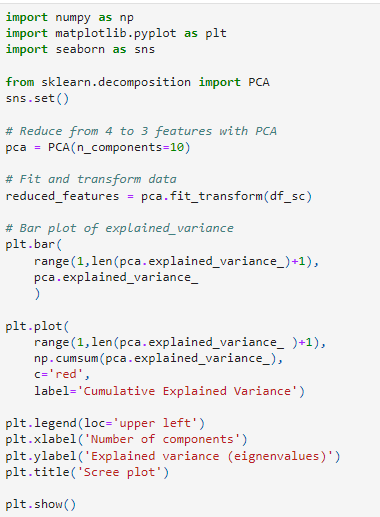 import numpy as np
import matplotlib.pyplot as plt
import seaborn as sns

from sklearn.decomposition import PCA
sns.set()

# Reduce from 4 to 3 features with PCA
pca = PCA(n_components=10)

# Fit and transform data
reduced_features = pca.fit_transform(df_sc)

# Bar plot of explained_variance
plt.bar(
    range(1,len(pca.explained_variance_)+1),
    pca.explained_variance_
    )

plt.plot(
    range(1,len(pca.explained_variance_ )+1),
    np.cumsum(pca.explained_variance_),
    c='red',
    label='Cumulative Explained Variance')

plt.legend(loc='upper left')
plt.xlabel('Number of components')
plt.ylabel('Explained variance (eignenvalues)')
plt.title('Scree plot')

plt.show()